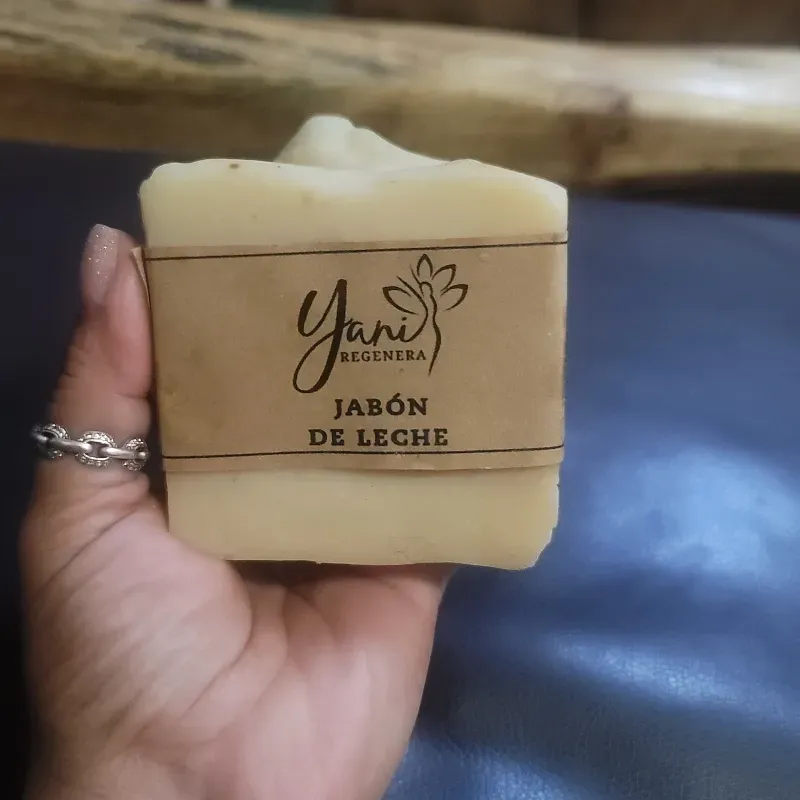 Yani
REGENERA
JABÓN
DE LECHE